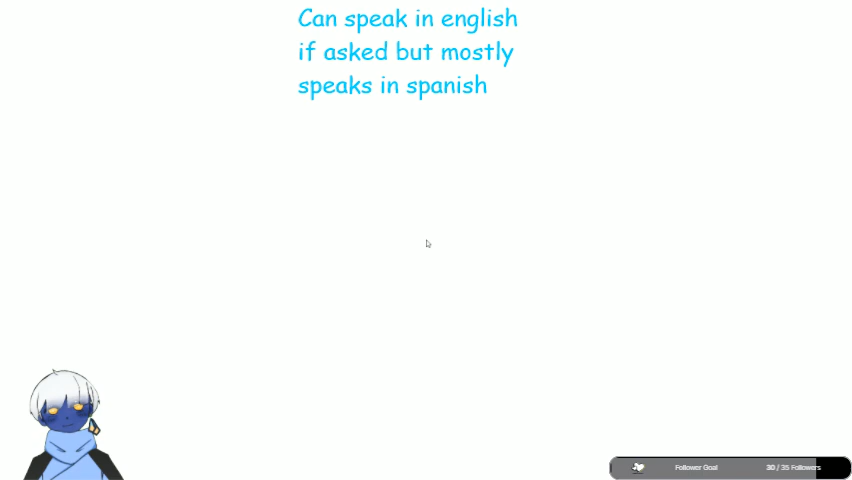 Can speak in english
if asked but mostly
speaks in spanish
Follower Goal 30 / 35 Followers